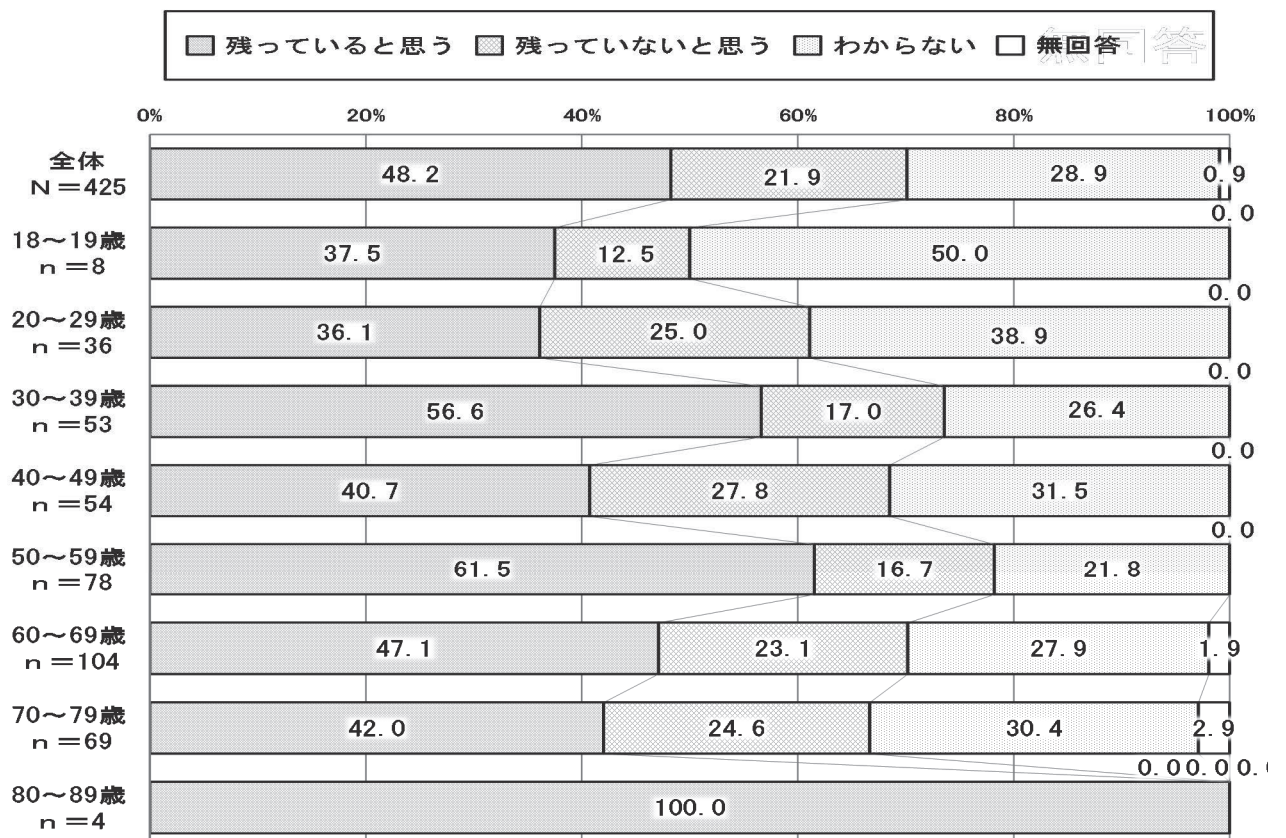 残っていると思う 残っていないと思う わからない 無回答
無回答
0% 20% 40% 60% 80% 100%
全体
N＝425
48.2 21.9 28.9 0.9
0.0
18～19歳
n＝8
37.5 12.5 50.0
0.0
20～29歳
n＝36
36.1 25.0 38.9
0.0
30～39歳
n＝53
56.6 17.0 26.4
0.0
40～49歳
n＝54
40.7 27.8 31.5
0.0
50～59歳
n＝78
61.5 16.7 21.8
60～69歳
n＝104
47.1 23.1 27.9 1.9
70～79歳
n＝69
42.0 24.6 30.4 2.9
0.0 0.0 0.0
80～89歳
n＝4
100.0